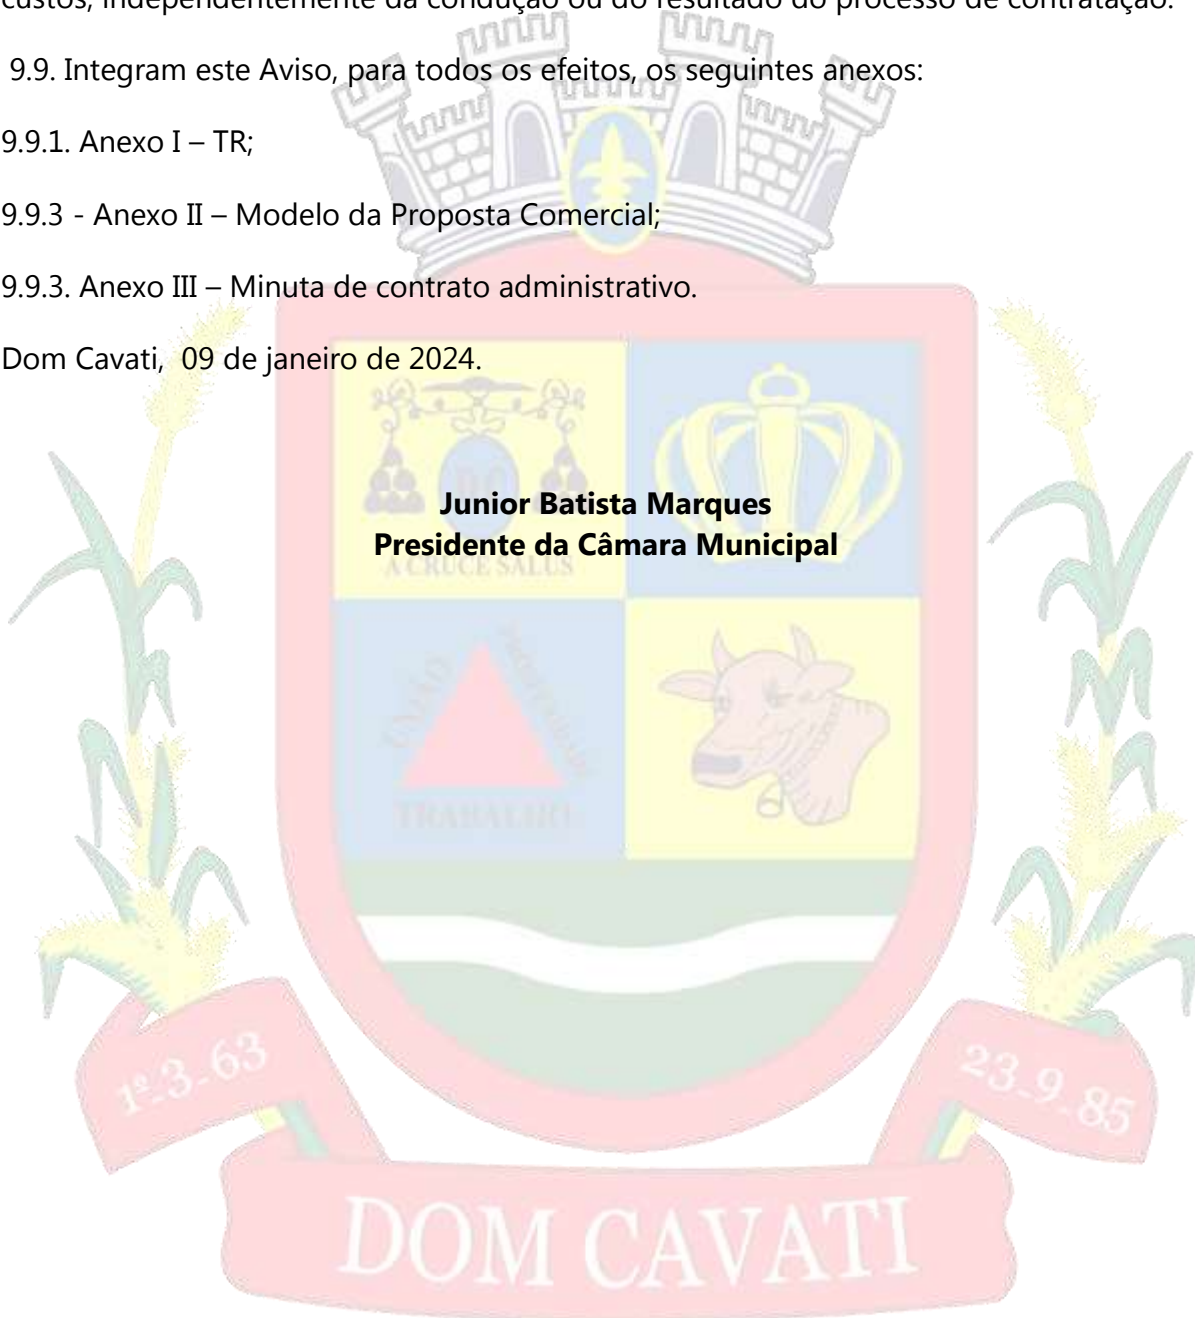 custos, independentemente da condução ou do resultado do processo de contratação.
9.9. Integram este Aviso, para todos os efeitos, os seguintes anexos:
9.9.1. Anexo I – TR;
9.9.3 - Anexo II – Modelo da Proposta Comercial;
9.9.3. Anexo III – Minuta de contrato administrativo.
Dom Cavati,  09 de janeiro de 2024.
Junior Batista Marques
Presidente da Câmara Municipal
A CRUCE SALUS
UNIÃO
1º-3-63
23-9-85
DOM CAVATI